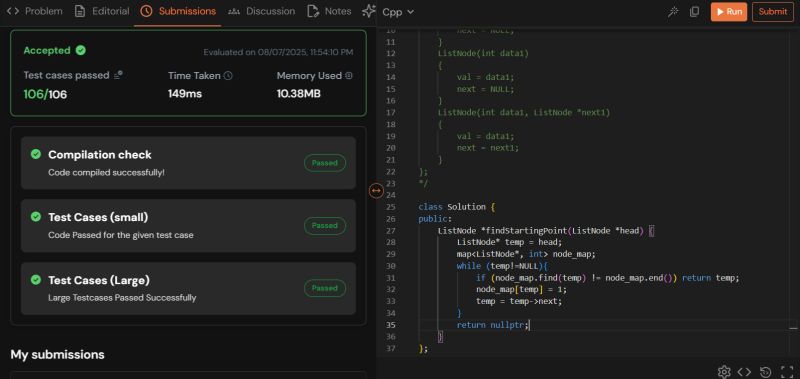 Problem Editorial Submissions Discussion Notes
Accepted
Evaluated on 08/07/2025, 11:54:10 PM
Test cases passed Time Taken Memory Used
106/106 149ms 10.38MB
Compilation check
Code compiled successfully!
Passed
Test Cases (small)
Code Passed for the given test case
Passed
Test Cases (Large)
Large Testcases Passed Successfully
Passed
My submissions
Cpp
Run Submit
10 next = NULL;
11 }
12 ListNode(int data1)
13 {
14 val = data1;
15 next = NULL;
16 }
17 ListNode(int data1, ListNode *next1)
18 {
19 val = data1;
20 next = next1;
21 }
22 };
23 */
24
25 class Solution {
26 public:
27 ListNode *findStartingPoint(ListNode *head) {
28 ListNode* temp = head;
29 map<ListNode*, int> node_map;
30 while (temp!=NULL){
31 if (node_map.find(temp) != node_map.end()) return temp;
32 node_map[temp] = 1;
33 temp = temp->next;
34 }
35 return nullptr;
36 }
37 };